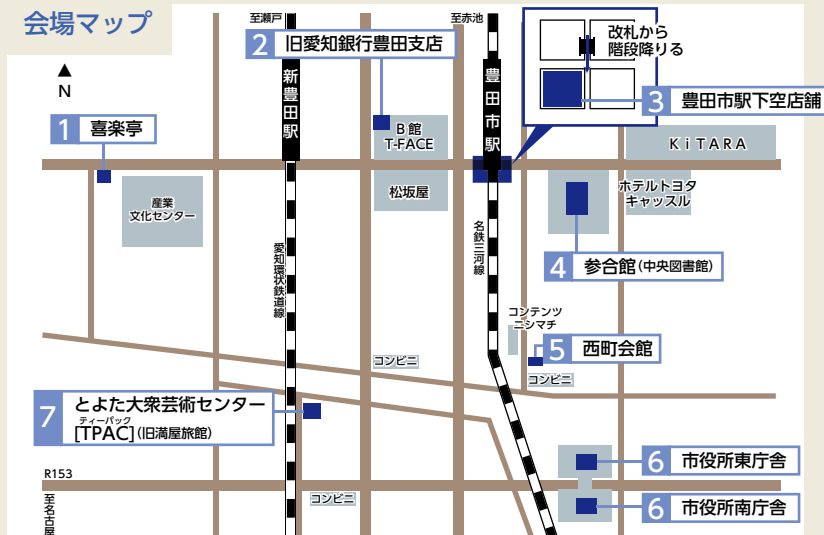 会場マップ
至瀬戸
至赤池
N
改札から
階段降りる
2 旧愛知銀行豊田支店
新豊田駅
豊田市駅
3 豊田市駅下空店舗
1 喜楽亭
B館
T-FACE
KiTARA
産業
文化センター
松坂屋
ホテルトヨタ
キャッスル
愛知環状鉄道線
名鉄三河線
4 参合館(中央図書館)
コンテンツ
ニシマチ
5 西町会館
コンビニ
コンビニ
7 とよた大衆芸術センター
ティーパック
[TPAC](旧満屋旅館)
6 市役所東庁舎
R153
至名古屋
コンビニ
6 市役所南庁舎